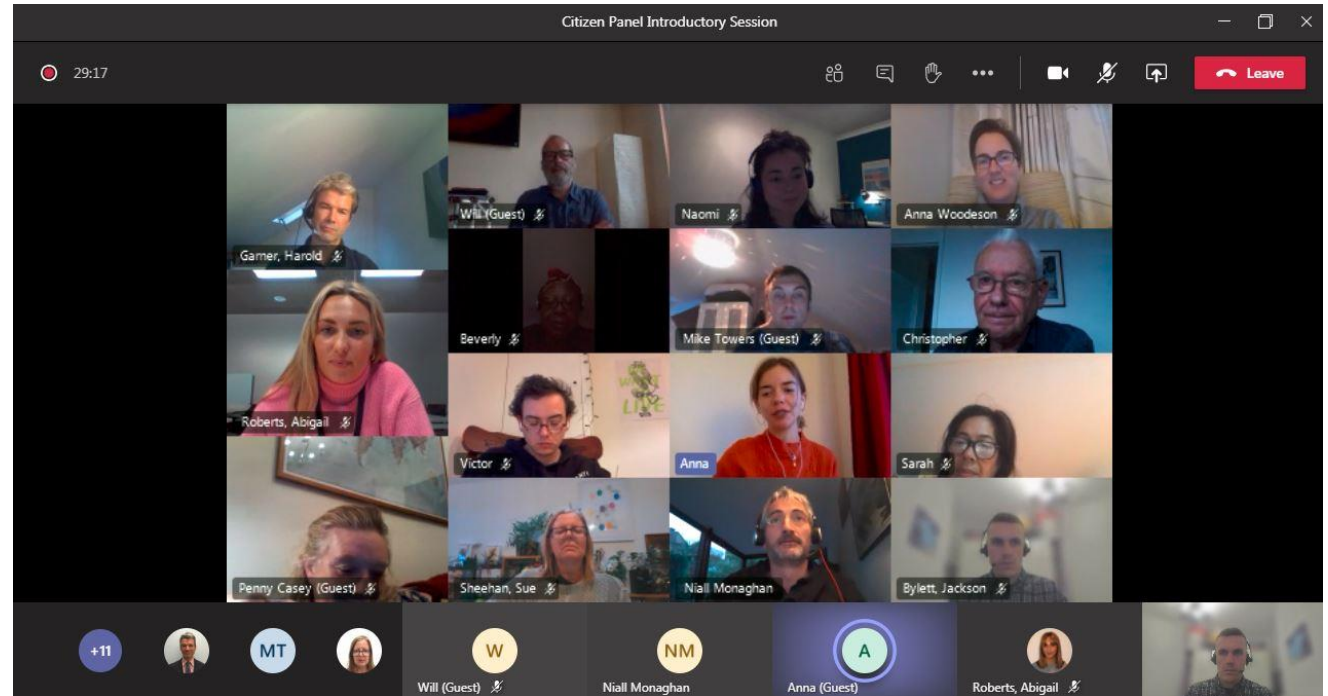 Citizen Panel Introductory Session
29:17
Leave
Garner, Harold
Will (Guest)
Naomi
Anna Woodeson
Roberts, Abigail
Beverly
Mike Towers (Guest)
Christopher
Victor
Anna
Sarah
WANT
LIVE
Penny Casey (Guest)
Sheehan, Sue
Niall Monaghan
Bylett, Jackson
+11
MT
W
Will (Guest)
NM
Niall Monaghan
A
Anna (Guest)
Roberts, Abigail